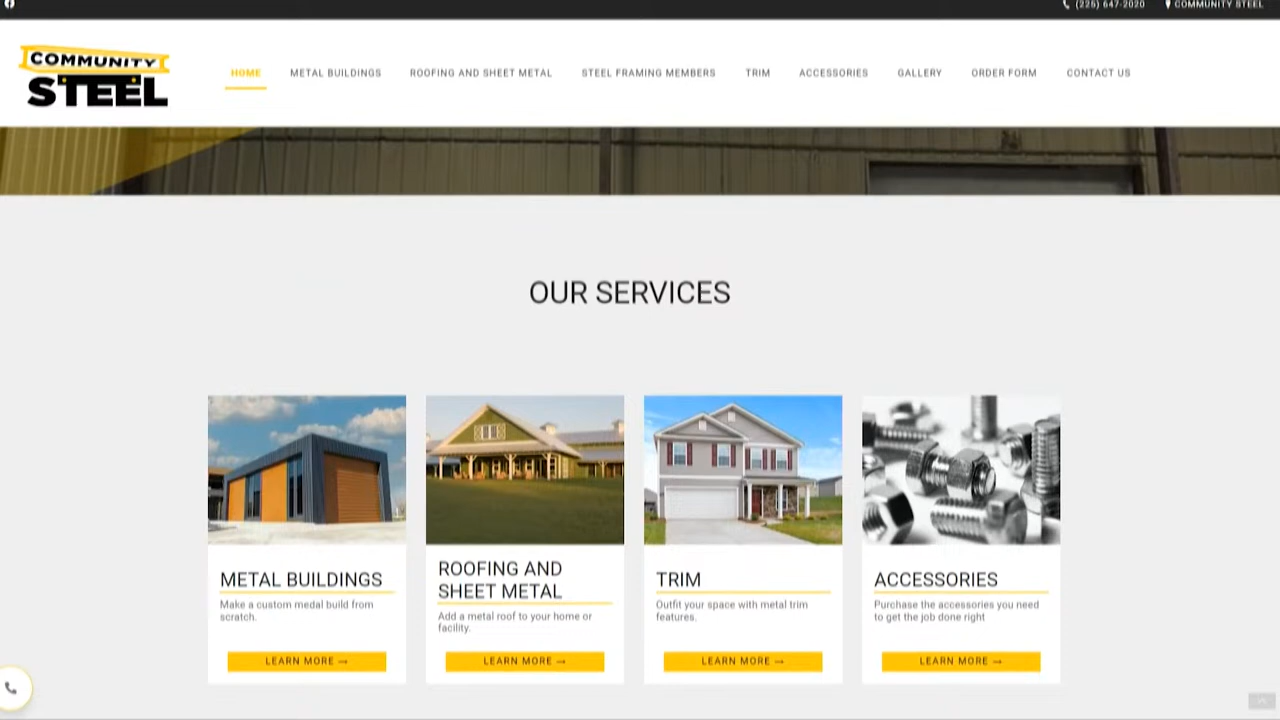 (225) 647-2020
COMMUNITY STEEL
COMMUNITY
STEEL
HOME
METAL BUILDINGS
ROOFING AND SHEET METAL
STEEL FRAMING MEMBERS
TRIM
ACCESSORIES
GALLERY
ORDER FORM
CONTACT US
OUR SERVICES
METAL BUILDINGS
Make a custom medal build from
scratch.
LEARN MORE →
ROOFING AND
SHEET METAL
Add a metal roof to your home or
facility.
LEARN MORE →
TRIM
Outfit your space with metal trim
features.
LEARN MORE →
ACCESSORIES
Purchase the accessories you need
to get the job done right
LEARN MORE →